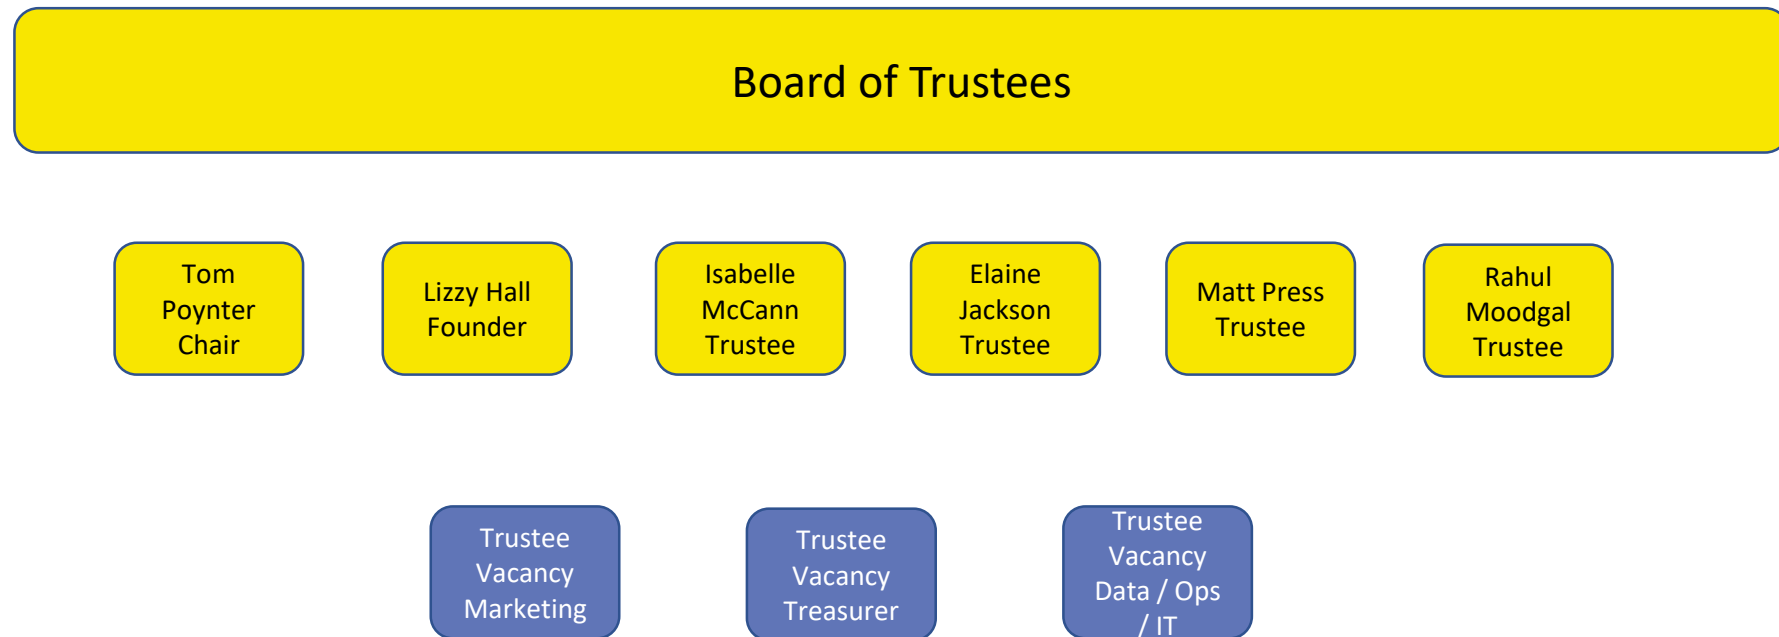 Board of Trustees
Tom
Poynter
Chair
Lizzy Hall
Founder
Isabelle
McCann
Trustee
Elaine
Jackson
Trustee
Matt Press
Trustee
Rahul
Moodgal
Trustee
Trustee
Vacancy
Marketing
Trustee
Vacancy
Treasurer
Trustee
Vacancy
Data / Ops
/ IT